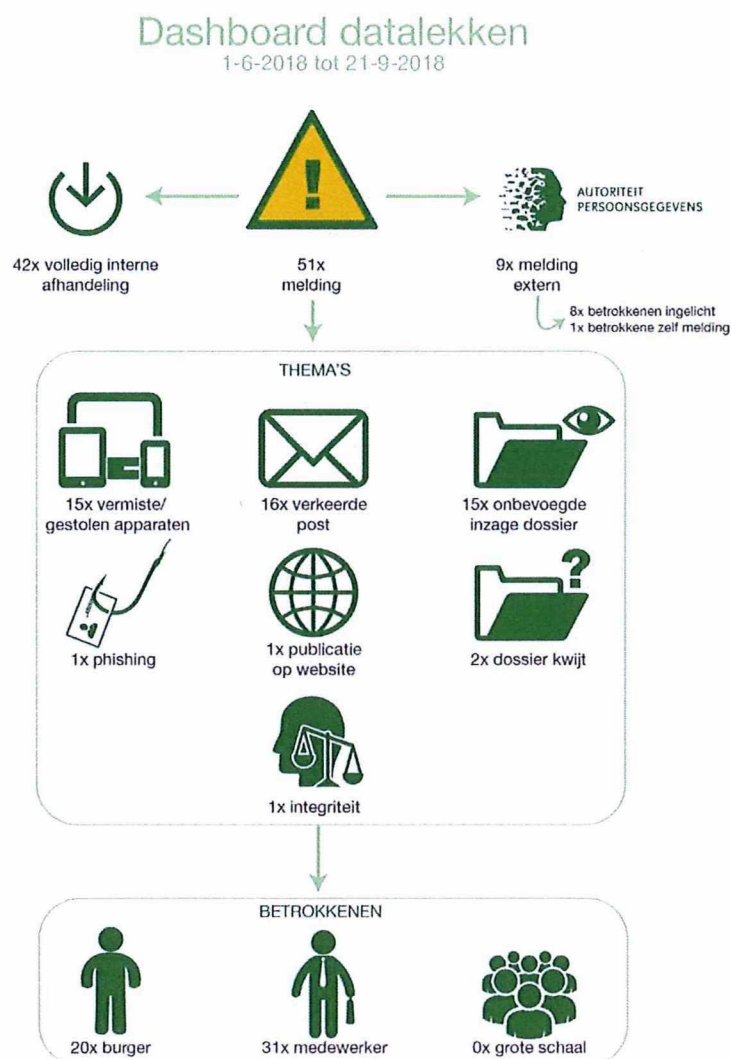 Dashboard datalekken
1-6-2018 tot 21-9-2018
AUTORITEIT
PERSOONSGEGEVENS
42x volledig interne
afhandeling
51x
melding
9x melding
extern
8x betrokkenen ingelicht
1x betrokkene zelf melding
THEMA'S
15x vermiste/
gestolen apparaten
16x verkeerde
post
15x onbevoegde
inzage dossier
1x phishing
1x publicatie
op website
2x dossier kwijt
1x integriteit
BETROKKENEN
20x burger
31x medewerker
0x grote schaal